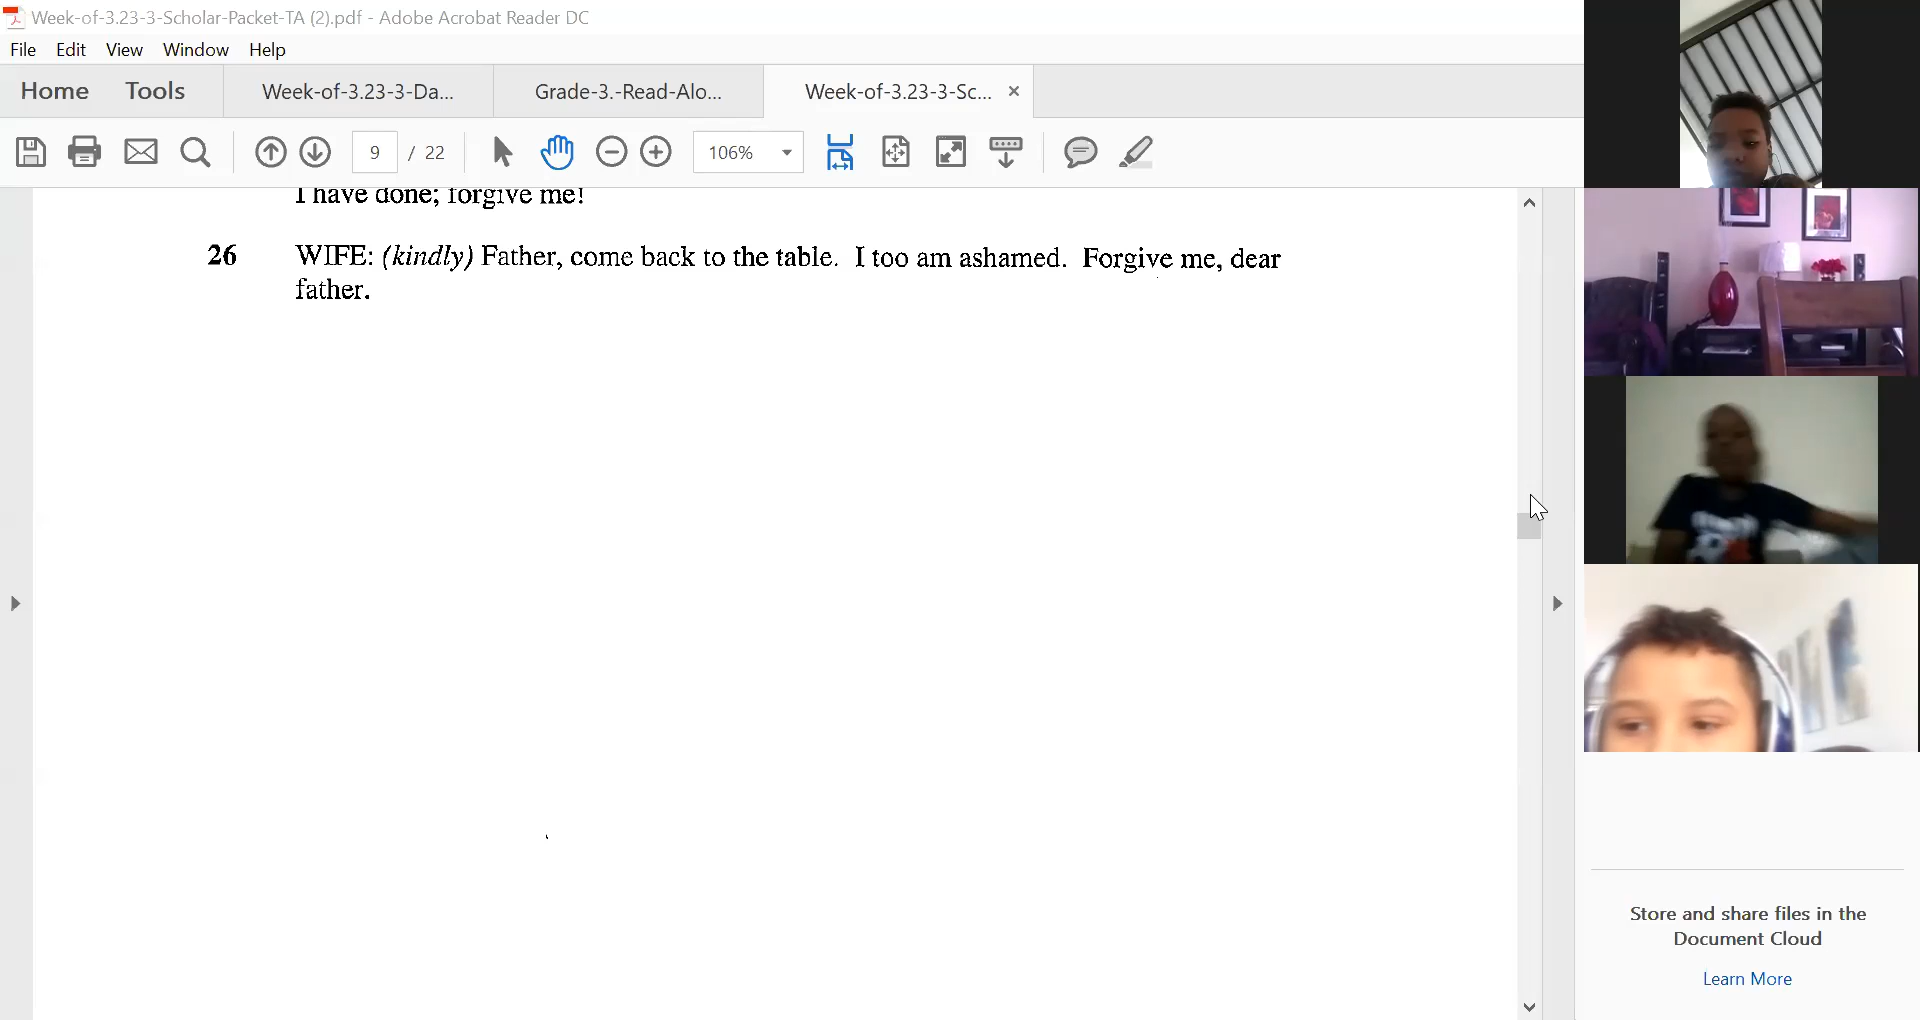 Week-of-3.23-3-Scholar-Packet-TA (2).pdf - Adobe Acrobat Reader DC
File Edit View Window Help
Home Tools Week-of-3.23-3-Da... Grade-3.-Read-Alo... Week-of-3.23-3-Sc... ×
9 / 22 106%
I have done; forgive me!
26 WIFE: (kindly) Father, come back to the table. I too am ashamed. Forgive me, dear
father.
Store and share files in the
Document Cloud
Learn More